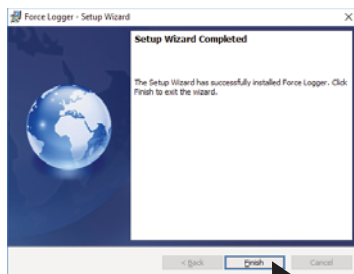 Force Logger - Setup Wizard
Setup Wizard Completed
The Setup Wizard has successfully installed Force Logger. Click
Finish to exit the wizard.
< Back
Finish
Cancel